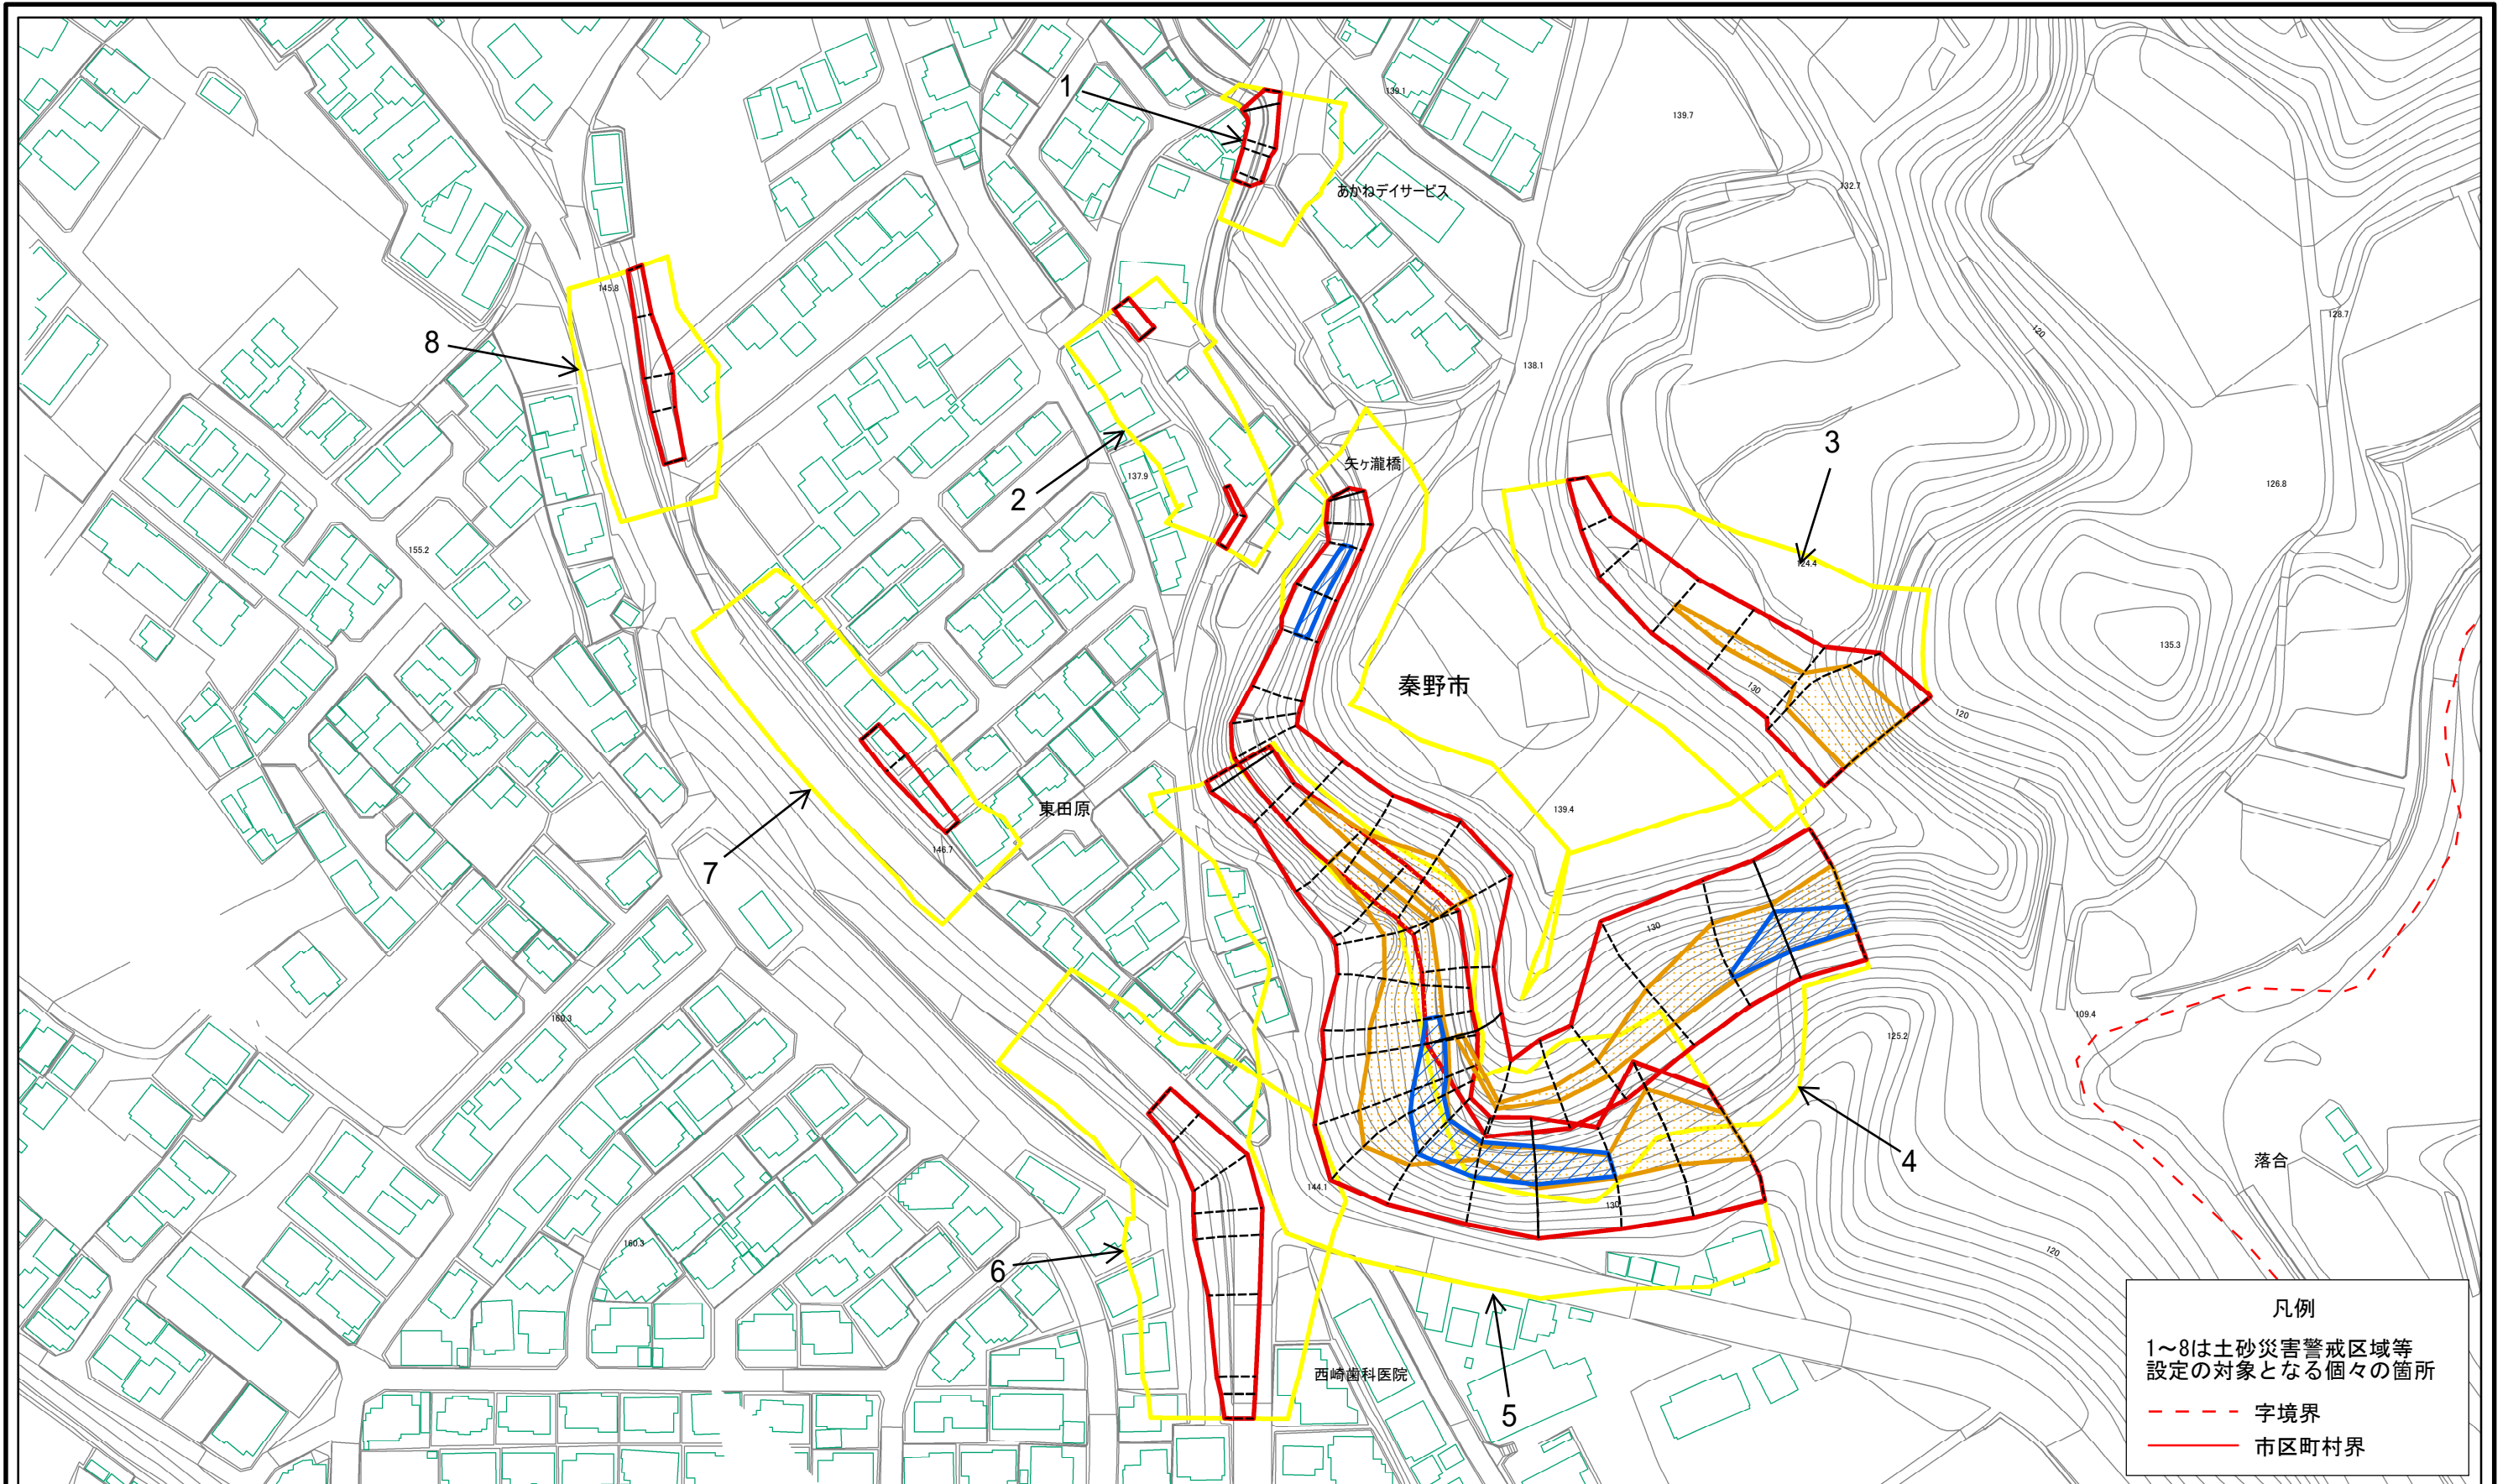 1
139.1
139.7
あかねデイサービス
132.7
145.8
8
128.7
138.1
3
矢ヶ瀧橋
137.9
2
126.8
155.2
124.4
120
135.3
秦野市
130
120
139.4
東田原
146.7
7
130
160.3
109.4
125.2
4
落合
144.1
130
160.3
6
120
西崎歯科医院
5
凡例
1～8は土砂災害警戒区域等
設定の対象となる個々の箇所
字境界
市区町村界